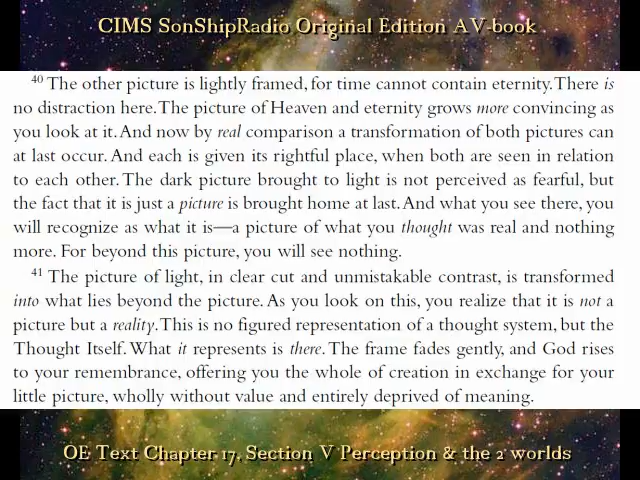 CIMS SonShipRadio Original Edition AV-book
40 The other picture is lightly framed, for time cannot contain eternity. There is
no distraction here. The picture of Heaven and eternity grows more convincing as
you look at it. And now by real comparison a transformation of both pictures can
at last occur. And each is given its rightful place, when both are seen in relation
to each other. The dark picture brought to light is not perceived as fearful, but
the fact that it is just a picture is brought home at last. And what you see there, you
will recognize as what it is—a picture of what you thought was real and nothing
more. For beyond this picture, you will see nothing.
41 The picture of light, in clear cut and unmistakable contrast, is transformed
into what lies beyond the picture. As you look on this, you realize that it is not a
picture but a reality. This is no figured representation of a thought system, but the
Thought Itself. What it represents is there. The frame fades gently, and God rises
to your remembrance, offering you the whole of creation in exchange for your
little picture, wholly without value and entirely deprived of meaning.
OE Text Chapter 17, Section V Perception & the 2 worlds